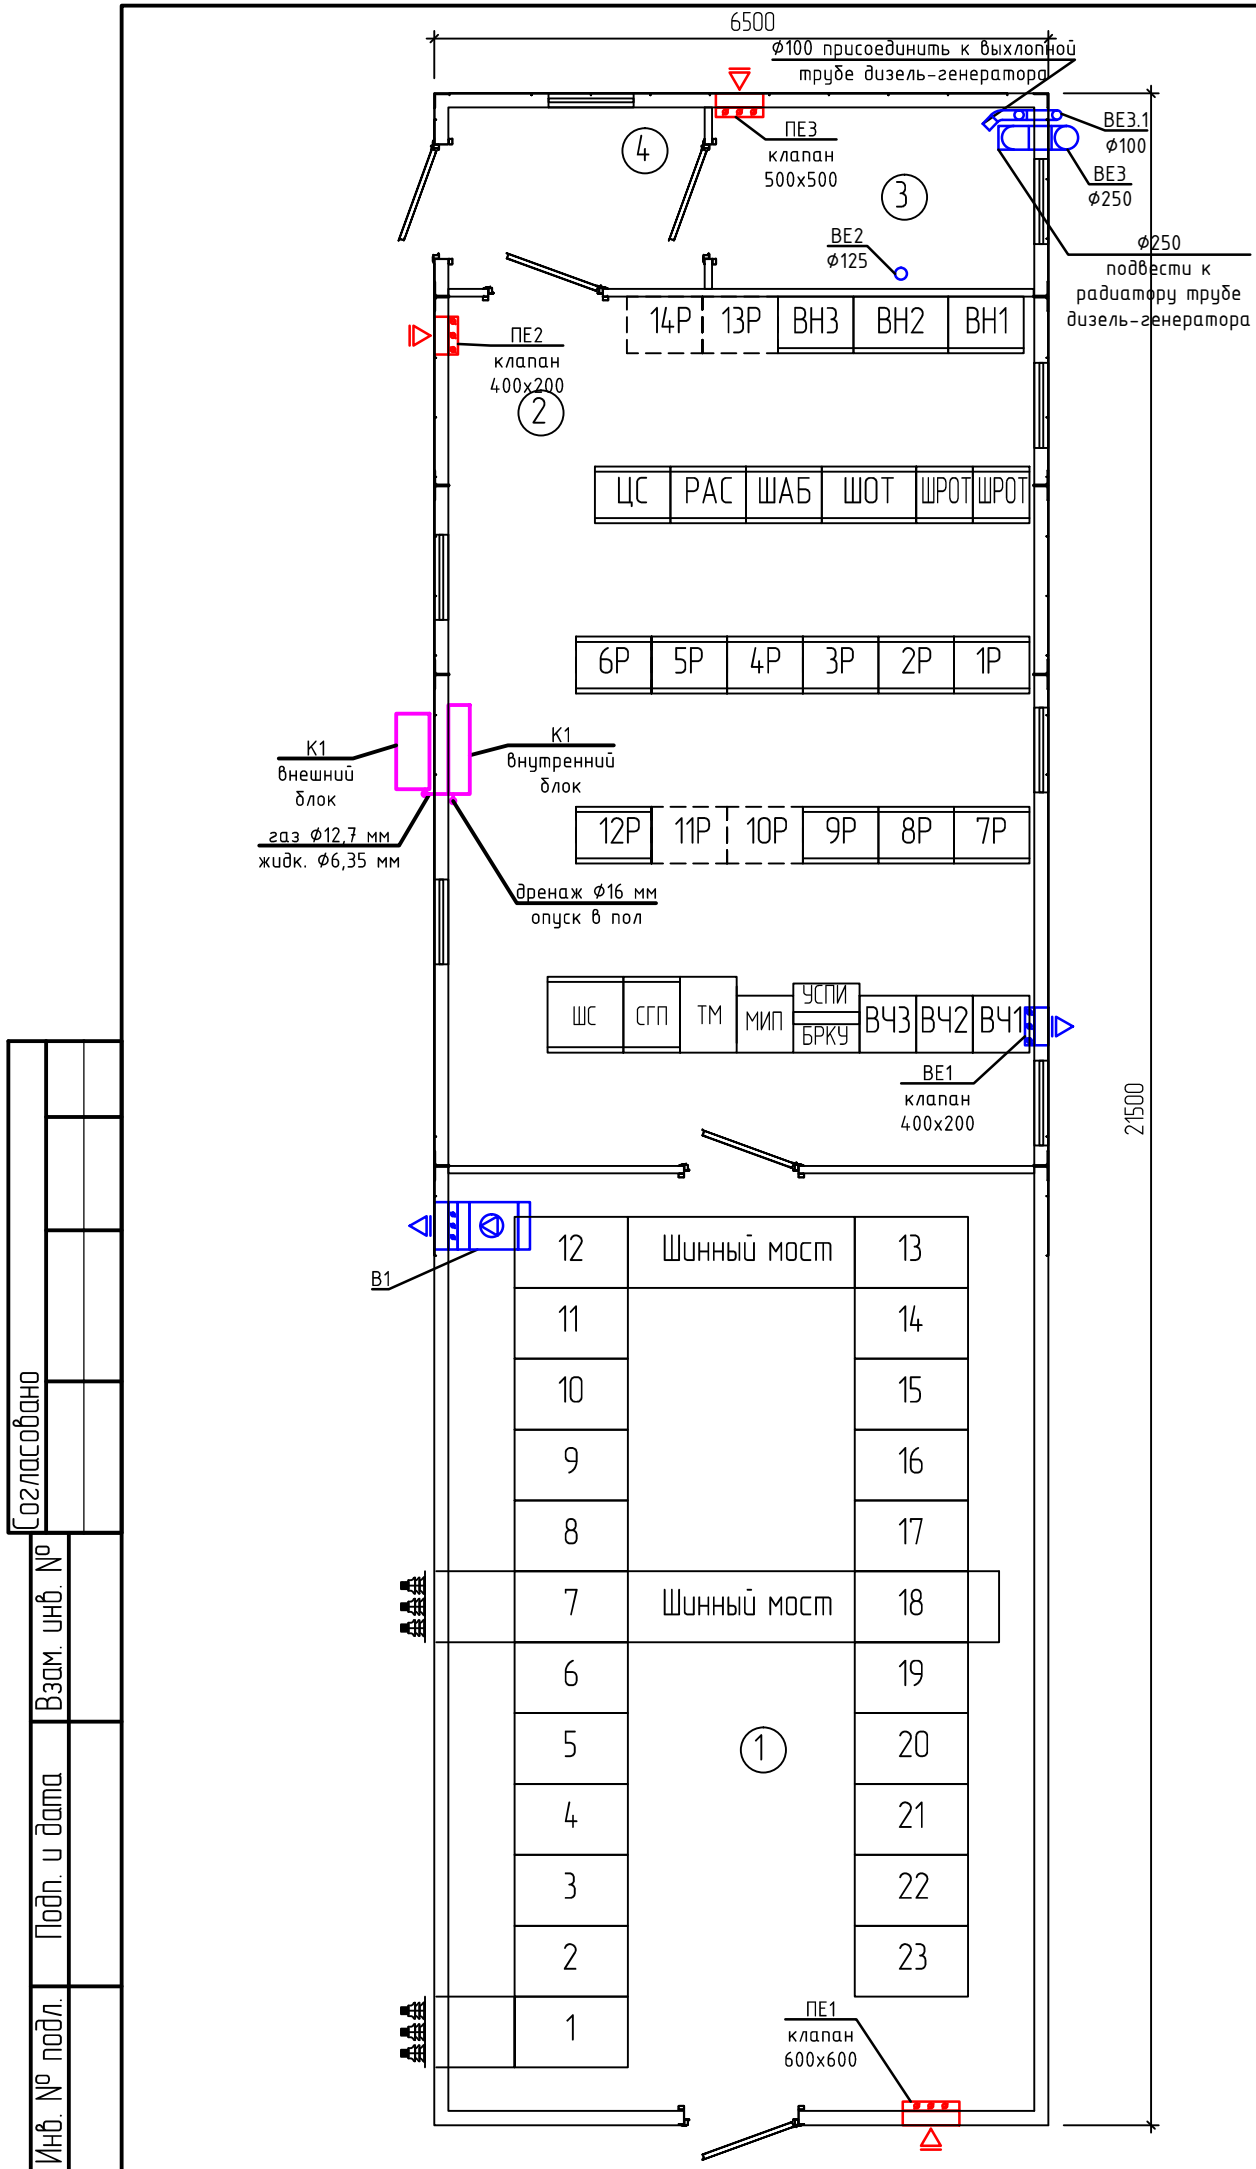 6500
Ф100 присоединить к выхлопной
трубе дизель-генератора
ПЕ3
клапан
500х500
4
3
ВЕ3.1
Ф100
ВЕ3
Ф250
ВЕ2
Ф125
Ф250
подвести к
радиатору трубе
дизель-генератора
14Р
13Р
ВН3
ВН2
ВН1
ПЕ2
клапан
400х200
2
ЦС
РАС
ШАБ
ШОТ
ШРОТ
ШРОТ
6Р
5Р
4Р
3Р
2Р
1Р
К1
внешний
блок
К1
внутренний
блок
газ Ф12,7 мм
жидк. Ф6,35 мм
12Р
11Р
10Р
9Р
8Р
7Р
дренаж Ф16 мм
опуск в пол
ШС
СГП
ТМ
МИП
УСПИ
БРКУ
ВЧ3
ВЧ2
ВЧ1
ВЕ1
клапан
400х200
21500
В1
12
Шинный мост
13
11
14
10
15
9
16
8
17
7
Шинный мост
18
6
19
5
1
20
4
21
3
22
2
23
1
ПЕ1
клапан
600х600
Согласовано
Взам. инв. №
Подп. и дата
Инв. № подл.